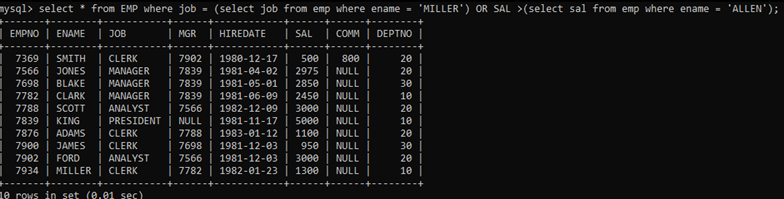 mysql> select * from EMP where job = (select job from emp where ename = 'MILLER') OR SAL >(select sal from emp where ename = 'ALLEN');
+-------+--------+-----------+------+------------+------+------+--------+
| EMPNO | ENAME | JOB | MGR | HIREDATE | SAL | COMM | DEPTNO |
+-------+--------+-----------+------+------------+------+------+--------+
| 7369 | SMITH | CLERK | 7902 | 1980-12-17 | 500 | 800 | 20 |
| 7566 | JONES | MANAGER | 7839 | 1981-04-02 | 2975 | NULL | 20 |
| 7698 | BLAKE | MANAGER | 7839 | 1981-05-01 | 2850 | NULL | 30 |
| 7782 | CLARK | MANAGER | 7839 | 1981-06-09 | 2450 | NULL | 10 |
| 7788 | SCOTT | ANALYST | 7566 | 1982-12-09 | 3000 | NULL | 20 |
| 7839 | KING | PRESIDENT | NULL | 1981-11-17 | 5000 | NULL | 10 |
| 7876 | ADAMS | CLERK | 7788 | 1983-01-12 | 1100 | NULL | 20 |
| 7900 | JAMES | CLERK | 7698 | 1981-12-03 | 950 | NULL | 30 |
| 7902 | FORD | ANALYST | 7566 | 1981-12-03 | 3000 | NULL | 20 |
| 7934 | MILLER | CLERK | 7782 | 1982-01-23 | 1300 | NULL | 10 |
+-------+--------+-----------+------+------------+------+------+--------+
10 rows in set (0.01 sec)